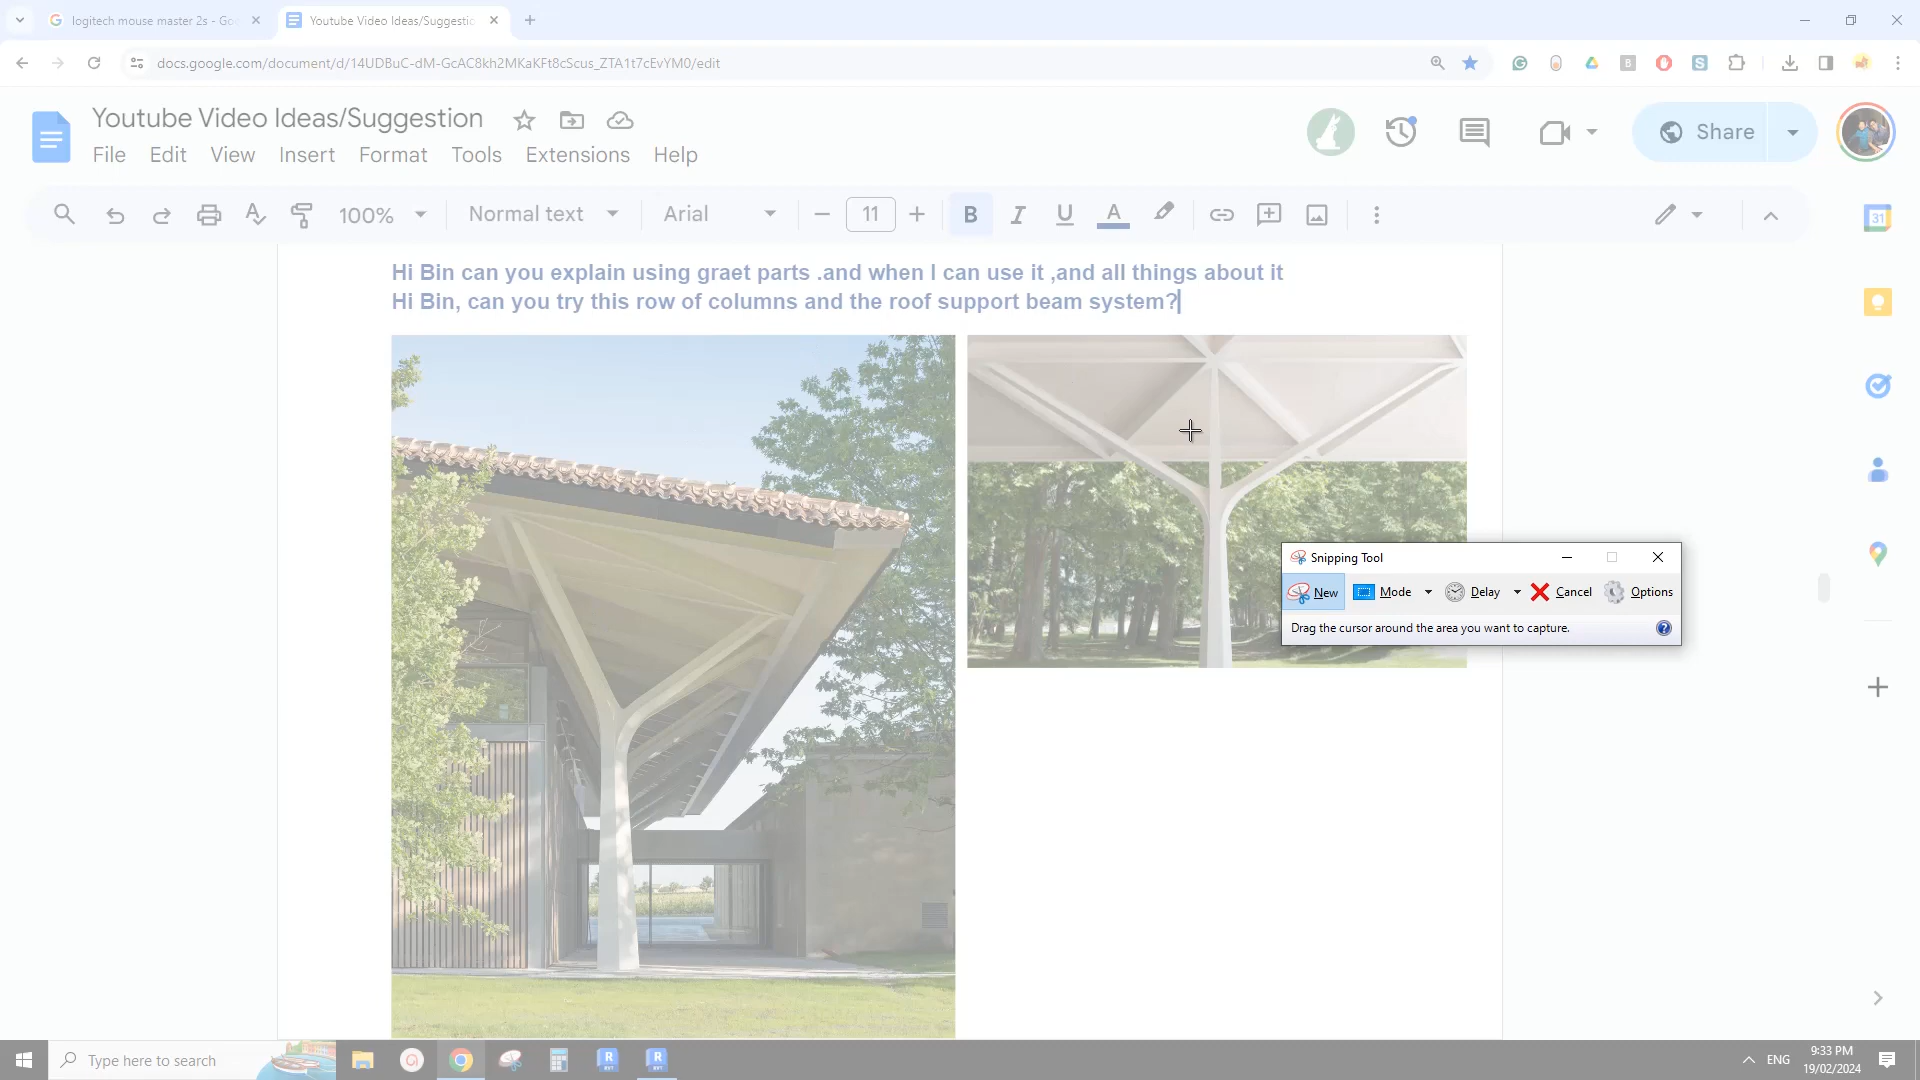 logitech mouse master 2s - Goo
Youtube Video Ideas/Suggestio
docs.google.com/document/d/14UDBuC-dM-GcAC8kh2MKaKFt8cScus_ZTA1t7cEvYM0/edit
Youtube Video Ideas/Suggestion
File Edit View Insert Format Tools Extensions Help
Share
100% Normal text Arial 11 B I U A
31
Hi Bin can you explain using graet parts .and when I can use it ,and all things about it
Hi Bin, can you try this row of columns and the roof support beam system?
Snipping Tool
New Mode Delay Cancel Options
Drag the cursor around the area you want to capture.
Type here to search
ENG
9:33 PM
19/02/2024